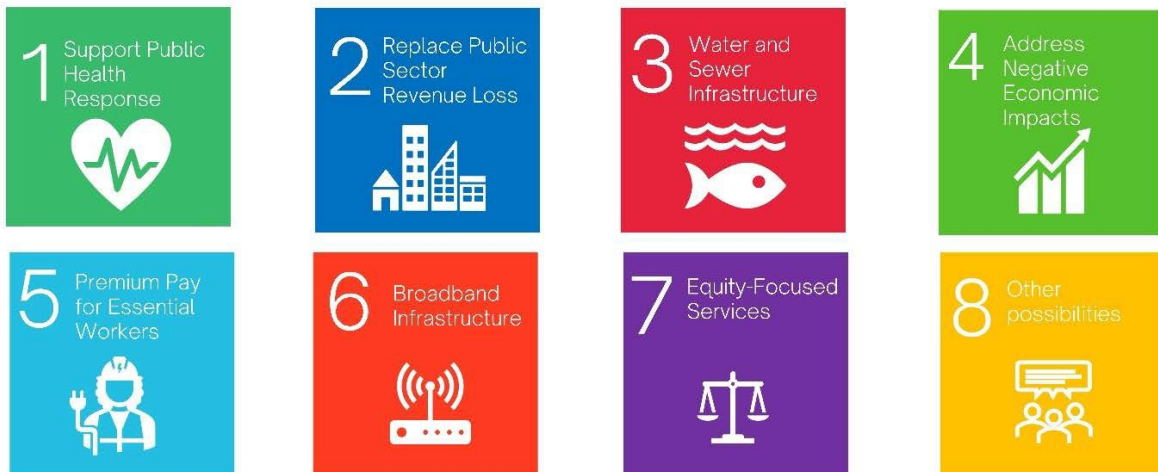 1 Support Public
Health
Response
2 Replace Public
Sector
Revenue Loss
3 Water and
Sewer
Infrastructure
4 Address
Negative
Economic
Impacts
5 Premium Pay
for Essential
Workers
6 Broadband
Infrastructure
7 Equity-Focused
Services
8 Other
possibilities